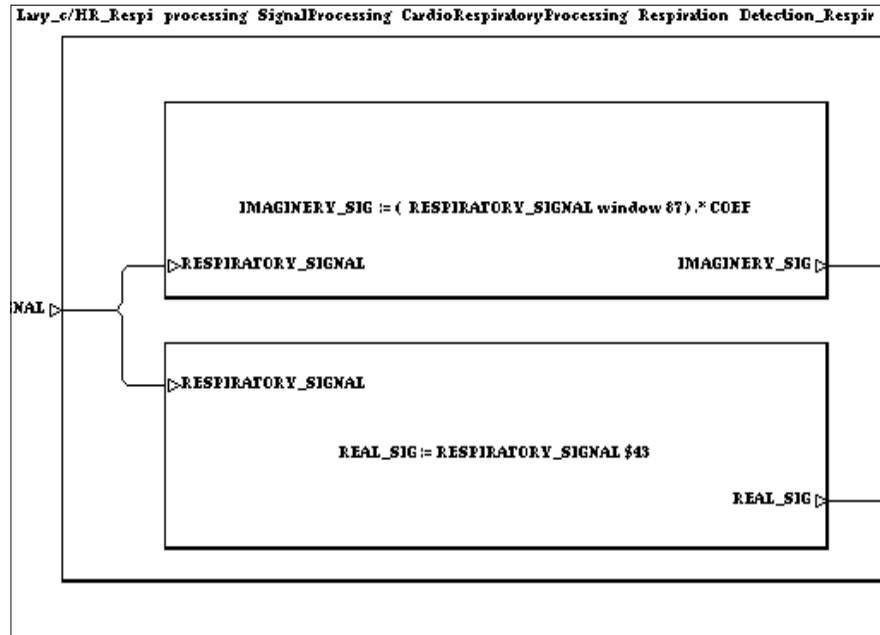 Lary_c/HR_Respi processing SignalProcessing CardioRespiratoryProcessing Respiration Detection_Respir
IMAGINERY_SIG := ( RESPIRATORY_SIGNAL window 87) .* COEF
RESPIRATORY_SIGNAL
IMAGINERY_SIG
NAL
RESPIRATORY_SIGNAL
REAL_SIG := RESPIRATORY_SIGNAL $43
REAL_SIG